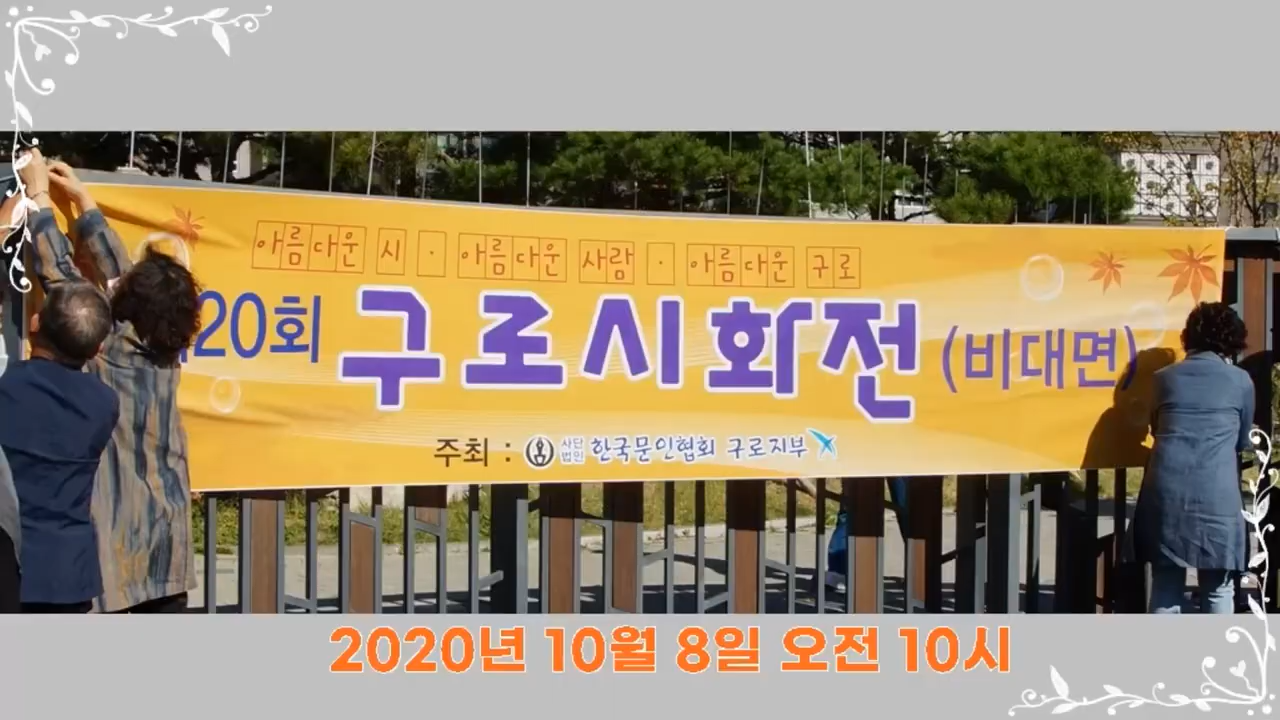 아름다운 시 · 아름다운 사람 · 아름다운 구로
20회 구로시화전 (비대면)
주최 : 사단법인 한국문인협회 구로지부
2020년 10월 8일 오전 10시